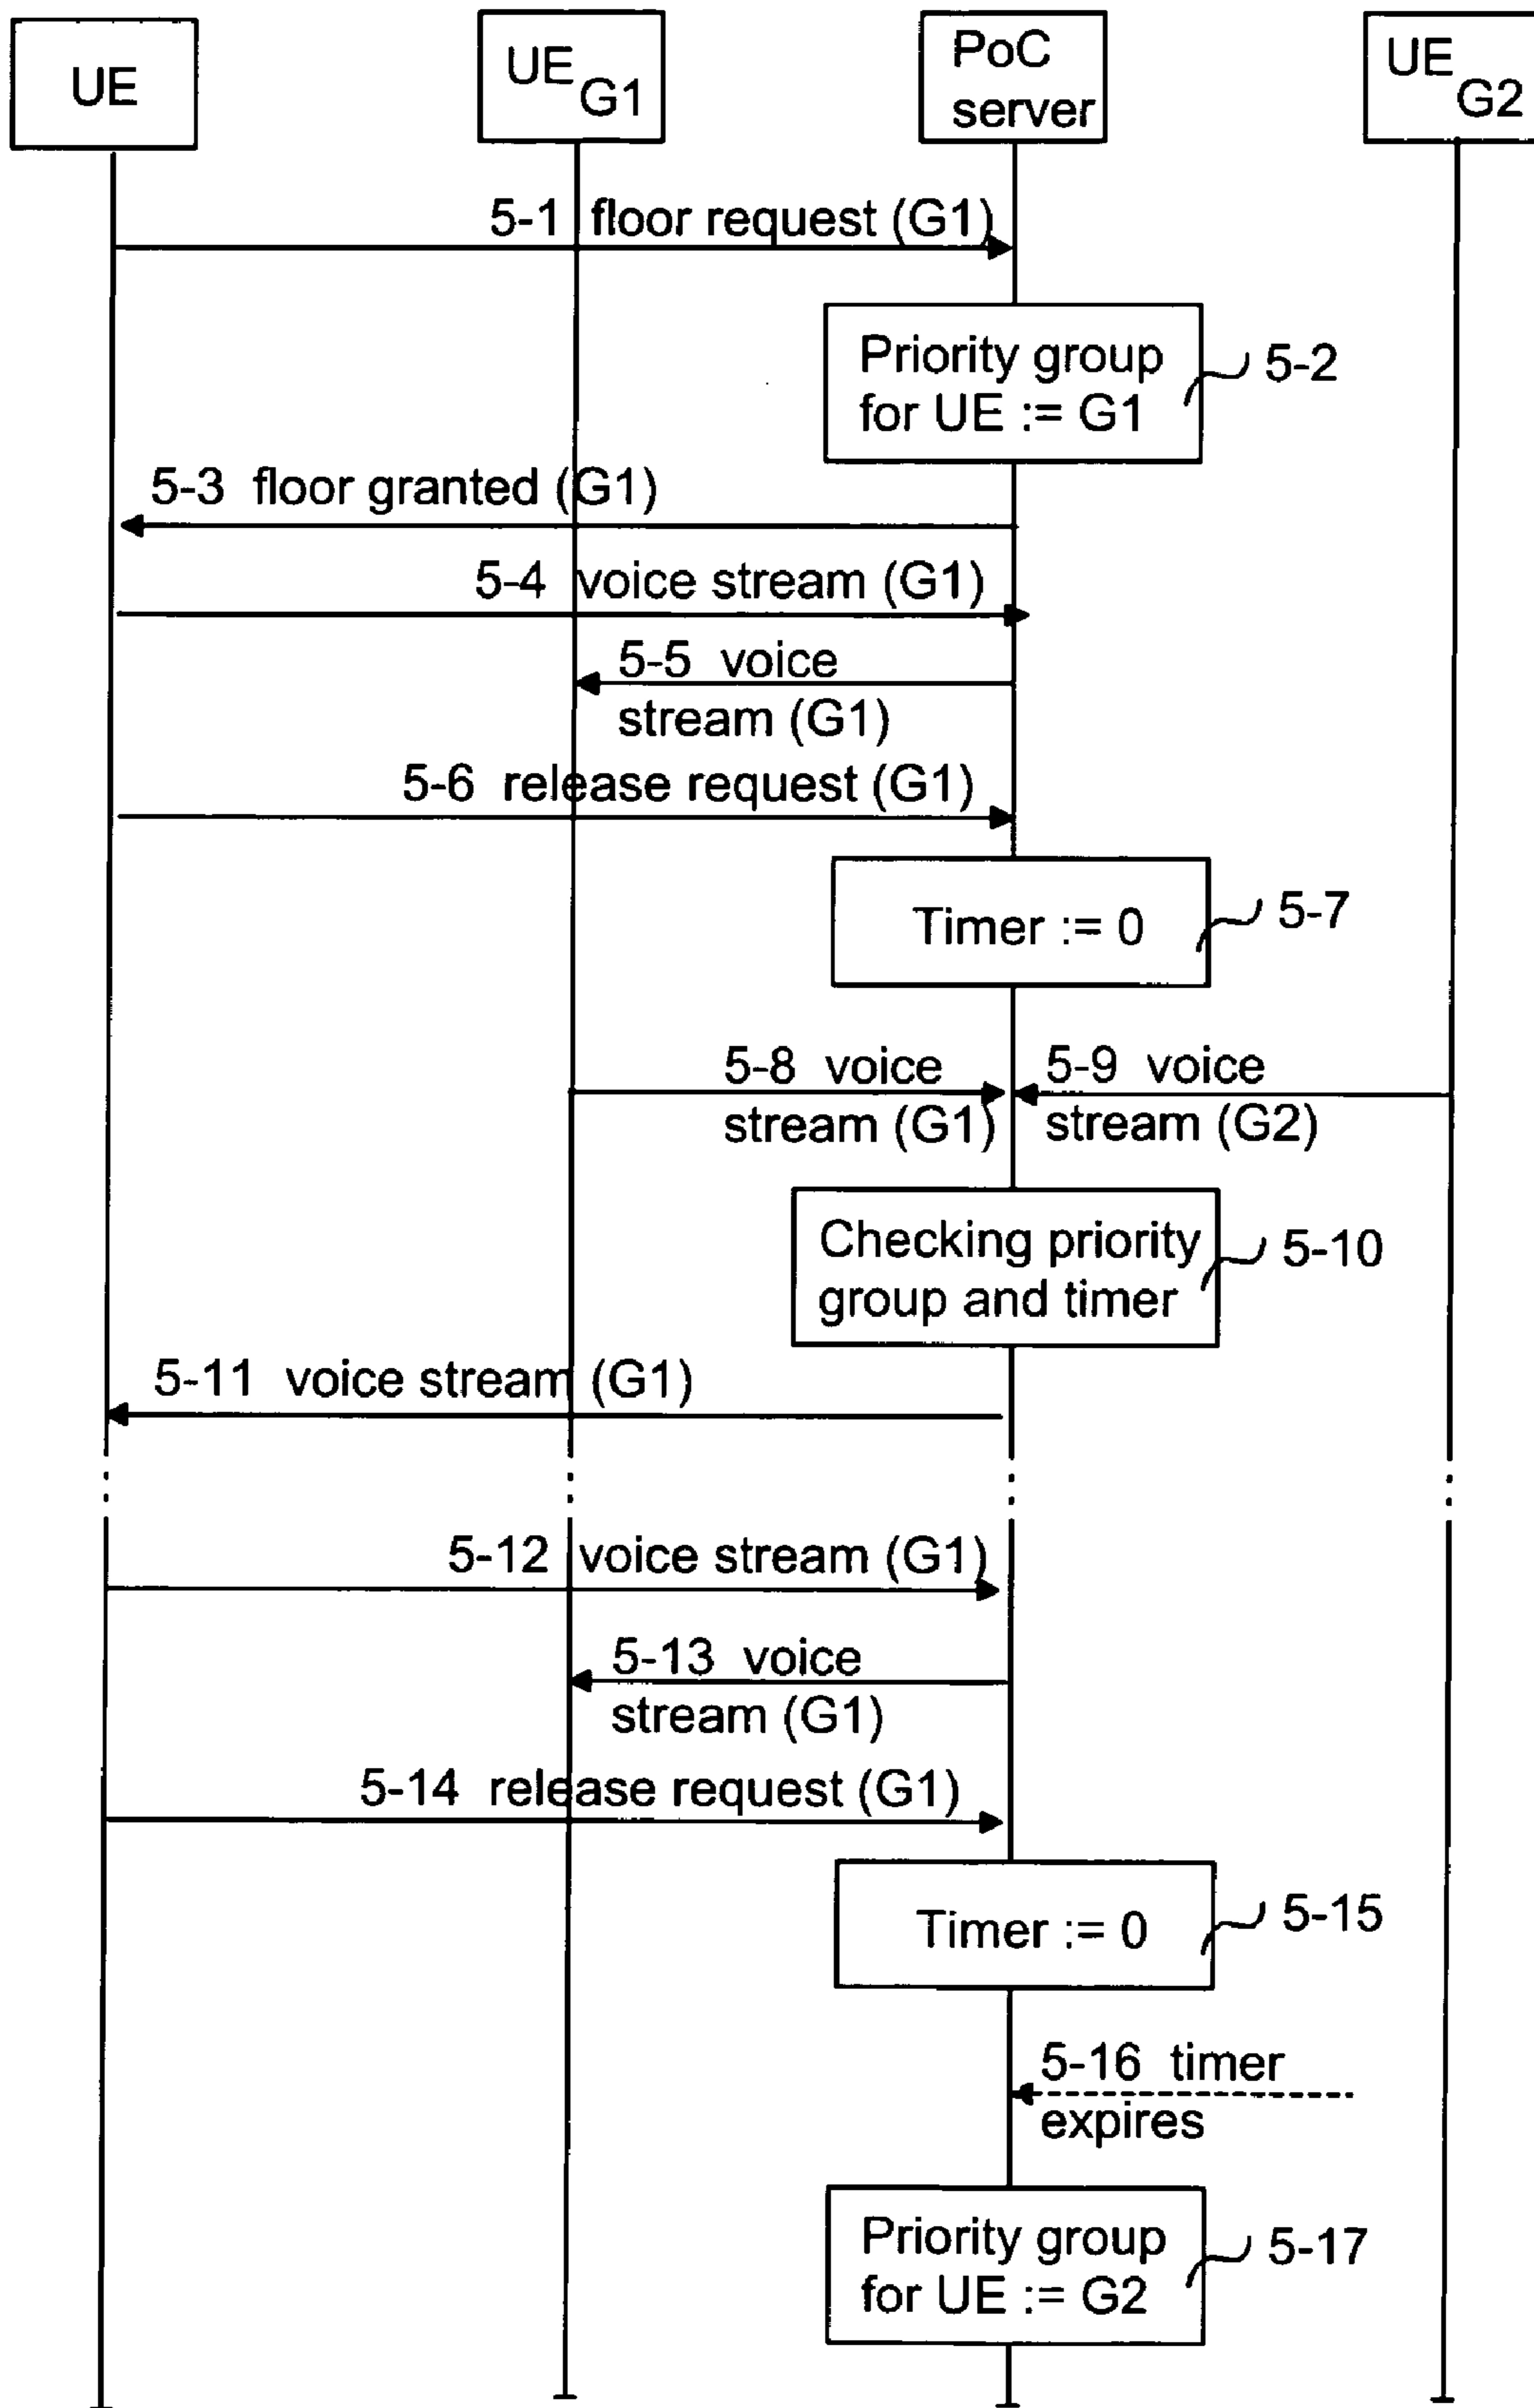 UE
UE G1
PoC
server
UE G2
5-1 floor request (G1)
Priority group
for UE := G1
5-2
5-3 floor granted (G1)
5-4 voice stream (G1)
5-5 voice
stream (G1)
5-6 release request (G1)
Timer := 0
5-7
5-8 voice
stream (G1)
5-9 voice
stream (G2)
Checking priority
group and timer
5-10
5-11 voice stream (G1)
5-12 voice stream (G1)
5-13 voice
stream (G1)
5-14 release request (G1)
Timer := 0
5-15
5-16 timer
expires
Priority group
for UE := G2
5-17